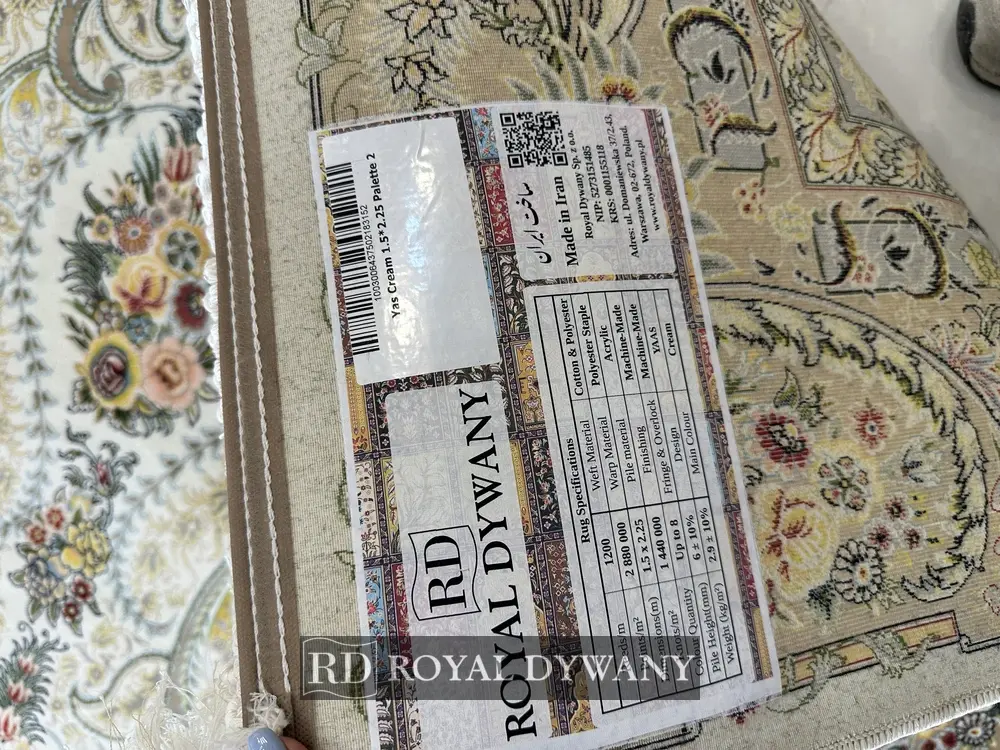 1003006437502183152
Yas Cream 1.5*2.25 Palette 2
ساخت ایران
Made in Iran
Royal Dywany Sp. z o.o.
NIP: 5273151485
KRS: 0001155118
Adres: ul. Domaniewska 37/2-43,
Warszawa, 02-672, Poland.
www.royaldywany.pl
RD
ROYAL DYWANY
Rug Specifications
1200 Weft Material Cotton & Polyester
2 880 000 Warp Material Polyester Staple
1.5 x 2.25 Pile material Acrylic
1 440 000 Finishing Machine-Made
Quantity Up to 8 Fringe & Overlock Machine-Made
Pile Height(mm) 6 ± 10% Design YAAS
Weight (kg/m²) 2.9 ± 10% Main Colour Cream
RD ROYAL DYWANY